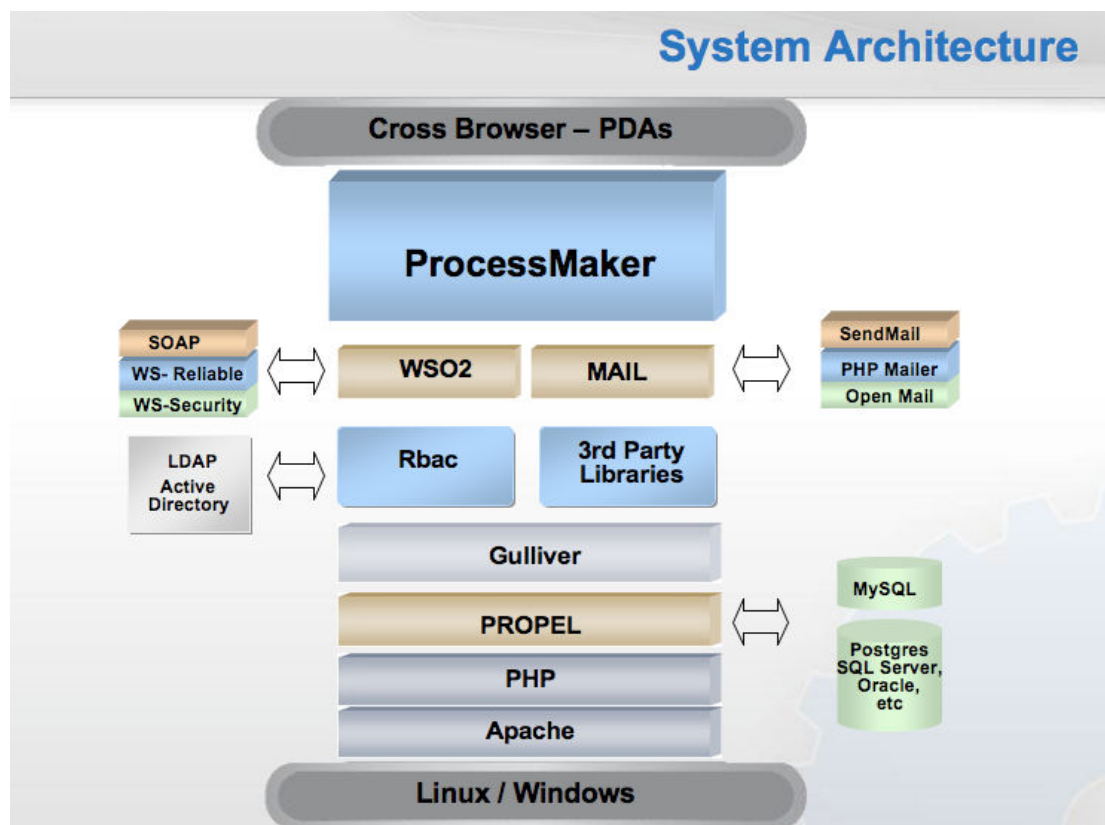 System Architecture
Cross Browser – PDAs
ProcessMaker
SOAP
WS- Reliable
WS-Security
WSO2
MAIL
SendMail
PHP Mailer
Open Mail
LDAP
Active
Directory
Rbac
3rd Party
Libraries
Gulliver
PROPEL
MySQL
Postgres
SQL Server,
Oracle,
etc
PHP
Apache
Linux / Windows